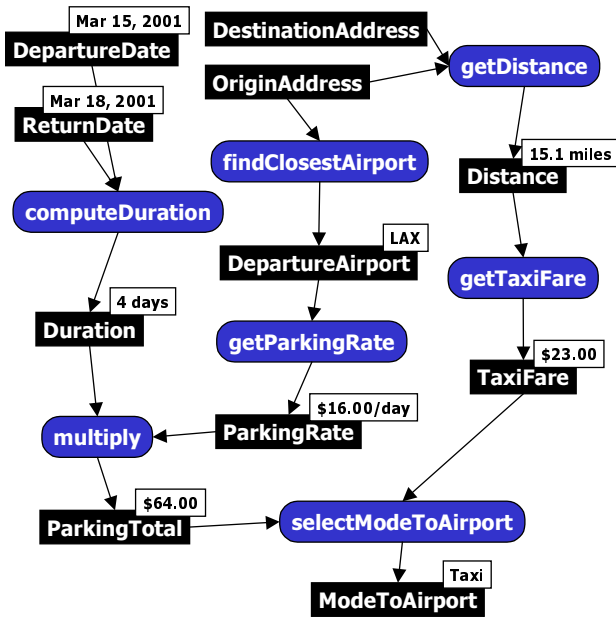 Mar 15, 2001
DepartureDate
DestinationAddress
getDistance
OriginAddress
Mar 18, 2001
ReturnDate
findClosestAirport
15.1 miles
Distance
computeDuration
LAX
DepartureAirport
getTaxiFare
4 days
Duration
getParkingRate
$23.00
TaxiFare
$16.00/day
ParkingRate
multiply
$64.00
ParkingTotal
selectModeToAirport
Taxi
ModeToAirport